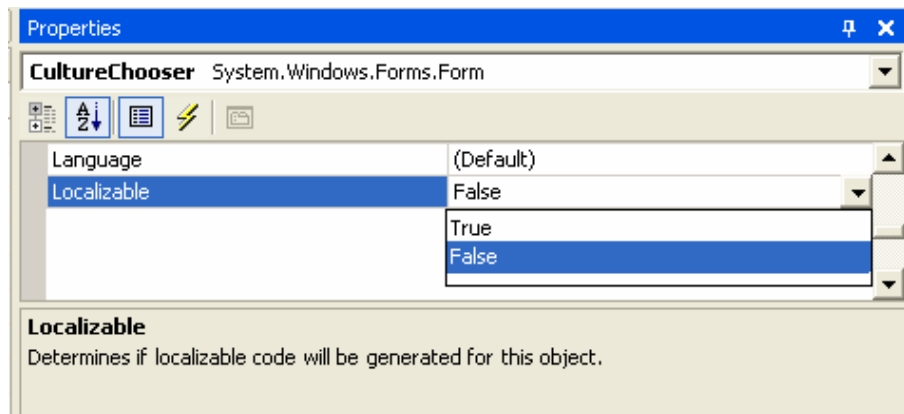 Properties
CultureChooser System.Windows.Forms.Form
A
Z
Language (Default)
Localizable False
True
False
Localizable
Determines if localizable code will be generated for this object.